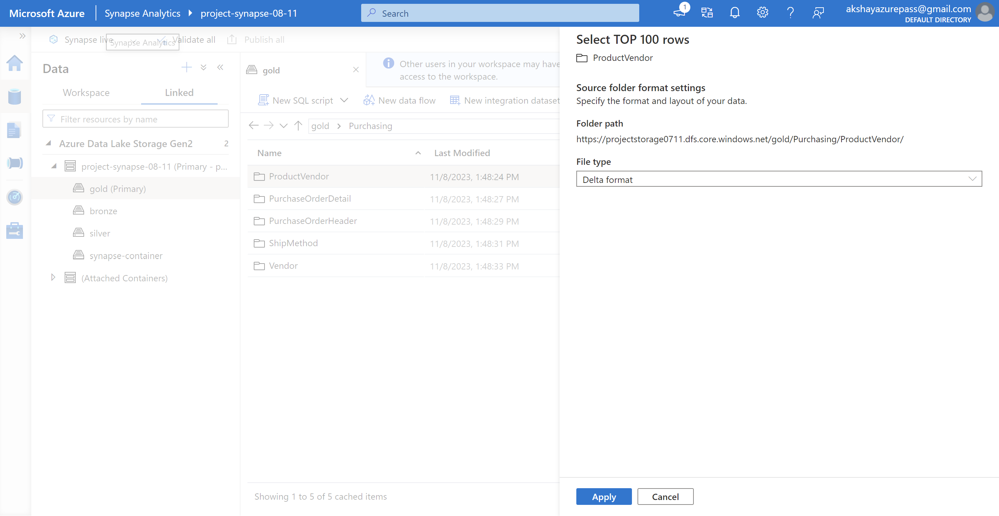 Microsoft Azure
Synapse Analytics
project-synapse-08-11
Search
1
akshayazurepass@gmail.com
DEFAULT DIRECTORY
Synapse live
Synapse Analytics
Validate all
Publish all
Data
Workspace
Linked
Filter resources by name
Azure Data Lake Storage Gen2
2
project-synapse-08-11 (Primary - p...
gold (Primary)
bronze
silver
synapse-container
(Attached Containers)
gold
Other users in your workspace may have
access to the workspace.
New SQL script
New data flow
New integration dataset
gold
Purchasing
Name
Last Modified
ProductVendor
11/8/2023, 1:48:24 PM
PurchaseOrderDetail
11/8/2023, 1:48:27 PM
PurchaseOrderHeader
11/8/2023, 1:48:29 PM
ShipMethod
11/8/2023, 1:48:31 PM
Vendor
11/8/2023, 1:48:33 PM
Showing 1 to 5 of 5 cached items
Select TOP 100 rows
ProductVendor
Source folder format settings
Specify the format and layout of your data.
Folder path
https://projectstorage0711.dfs.core.windows.net/gold/Purchasing/ProductVendor/
File type
Delta format
Apply
Cancel